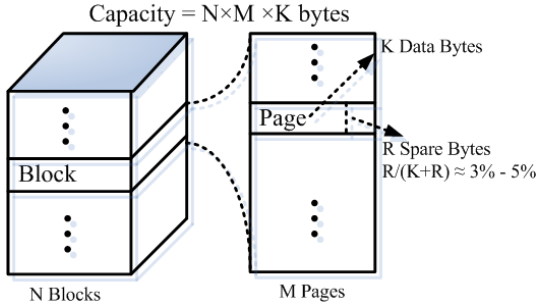 Capacity = N×M ×K bytes
K Data Bytes
Page
R Spare Bytes
R/(K+R) ≈ 3% - 5%
Block
N Blocks
M Pages